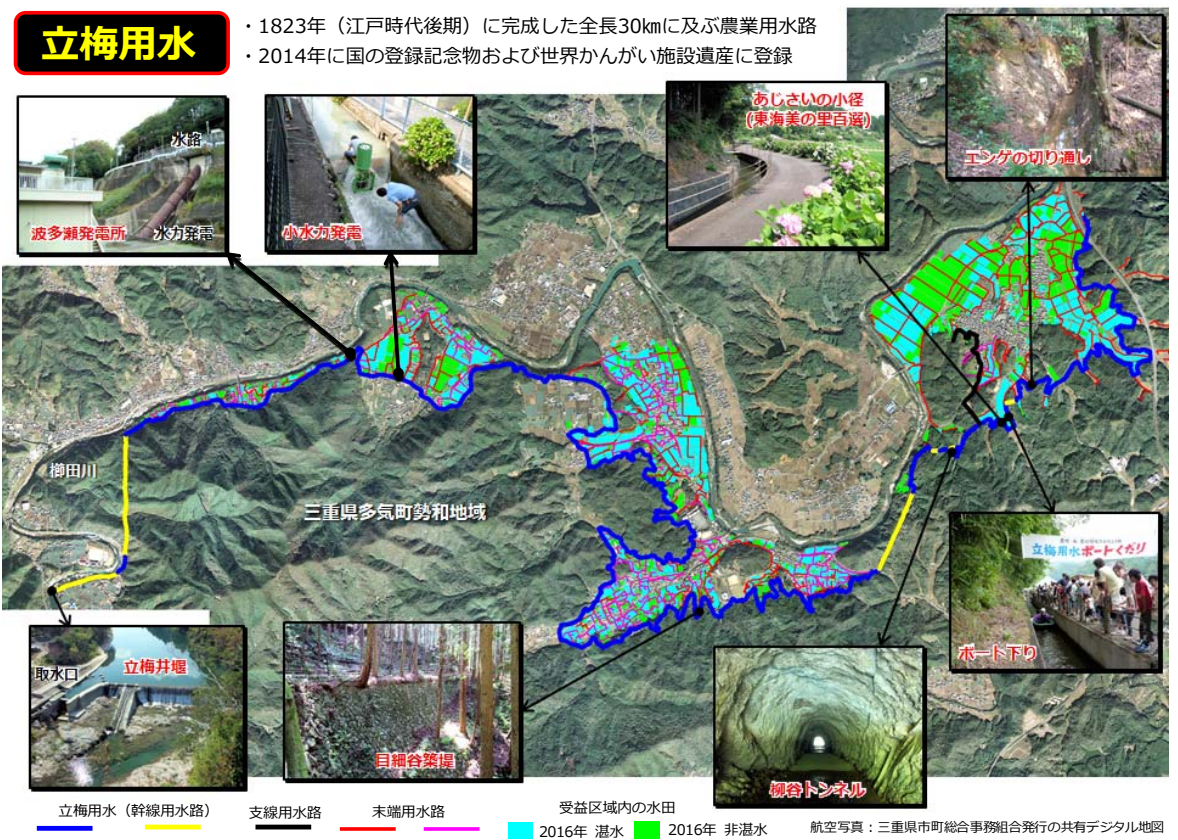 立梅用水
・1823年（江戸時代後期）に完成した全長30㎞に及ぶ農業用水路
・2014年に国の登録記念物および世界かんがい施設遺産に登録
水路
波多瀬発電所
水力発電
小水力発電
あじさいの小径
(東海美の里百選)
エンゲの切り通し
櫛田川
三重県多気町勢和地域
取水口
立梅井堰
目細谷築堤
柳谷トンネル
立梅用水ボートくだり
ボート下り
立梅用水（幹線用水路）
支線用水路
末端用水路
受益区域内の水田
2016年 湛水
2016年 非湛水
航空写真：三重県市町総合事務組合発行の共有デジタル地図